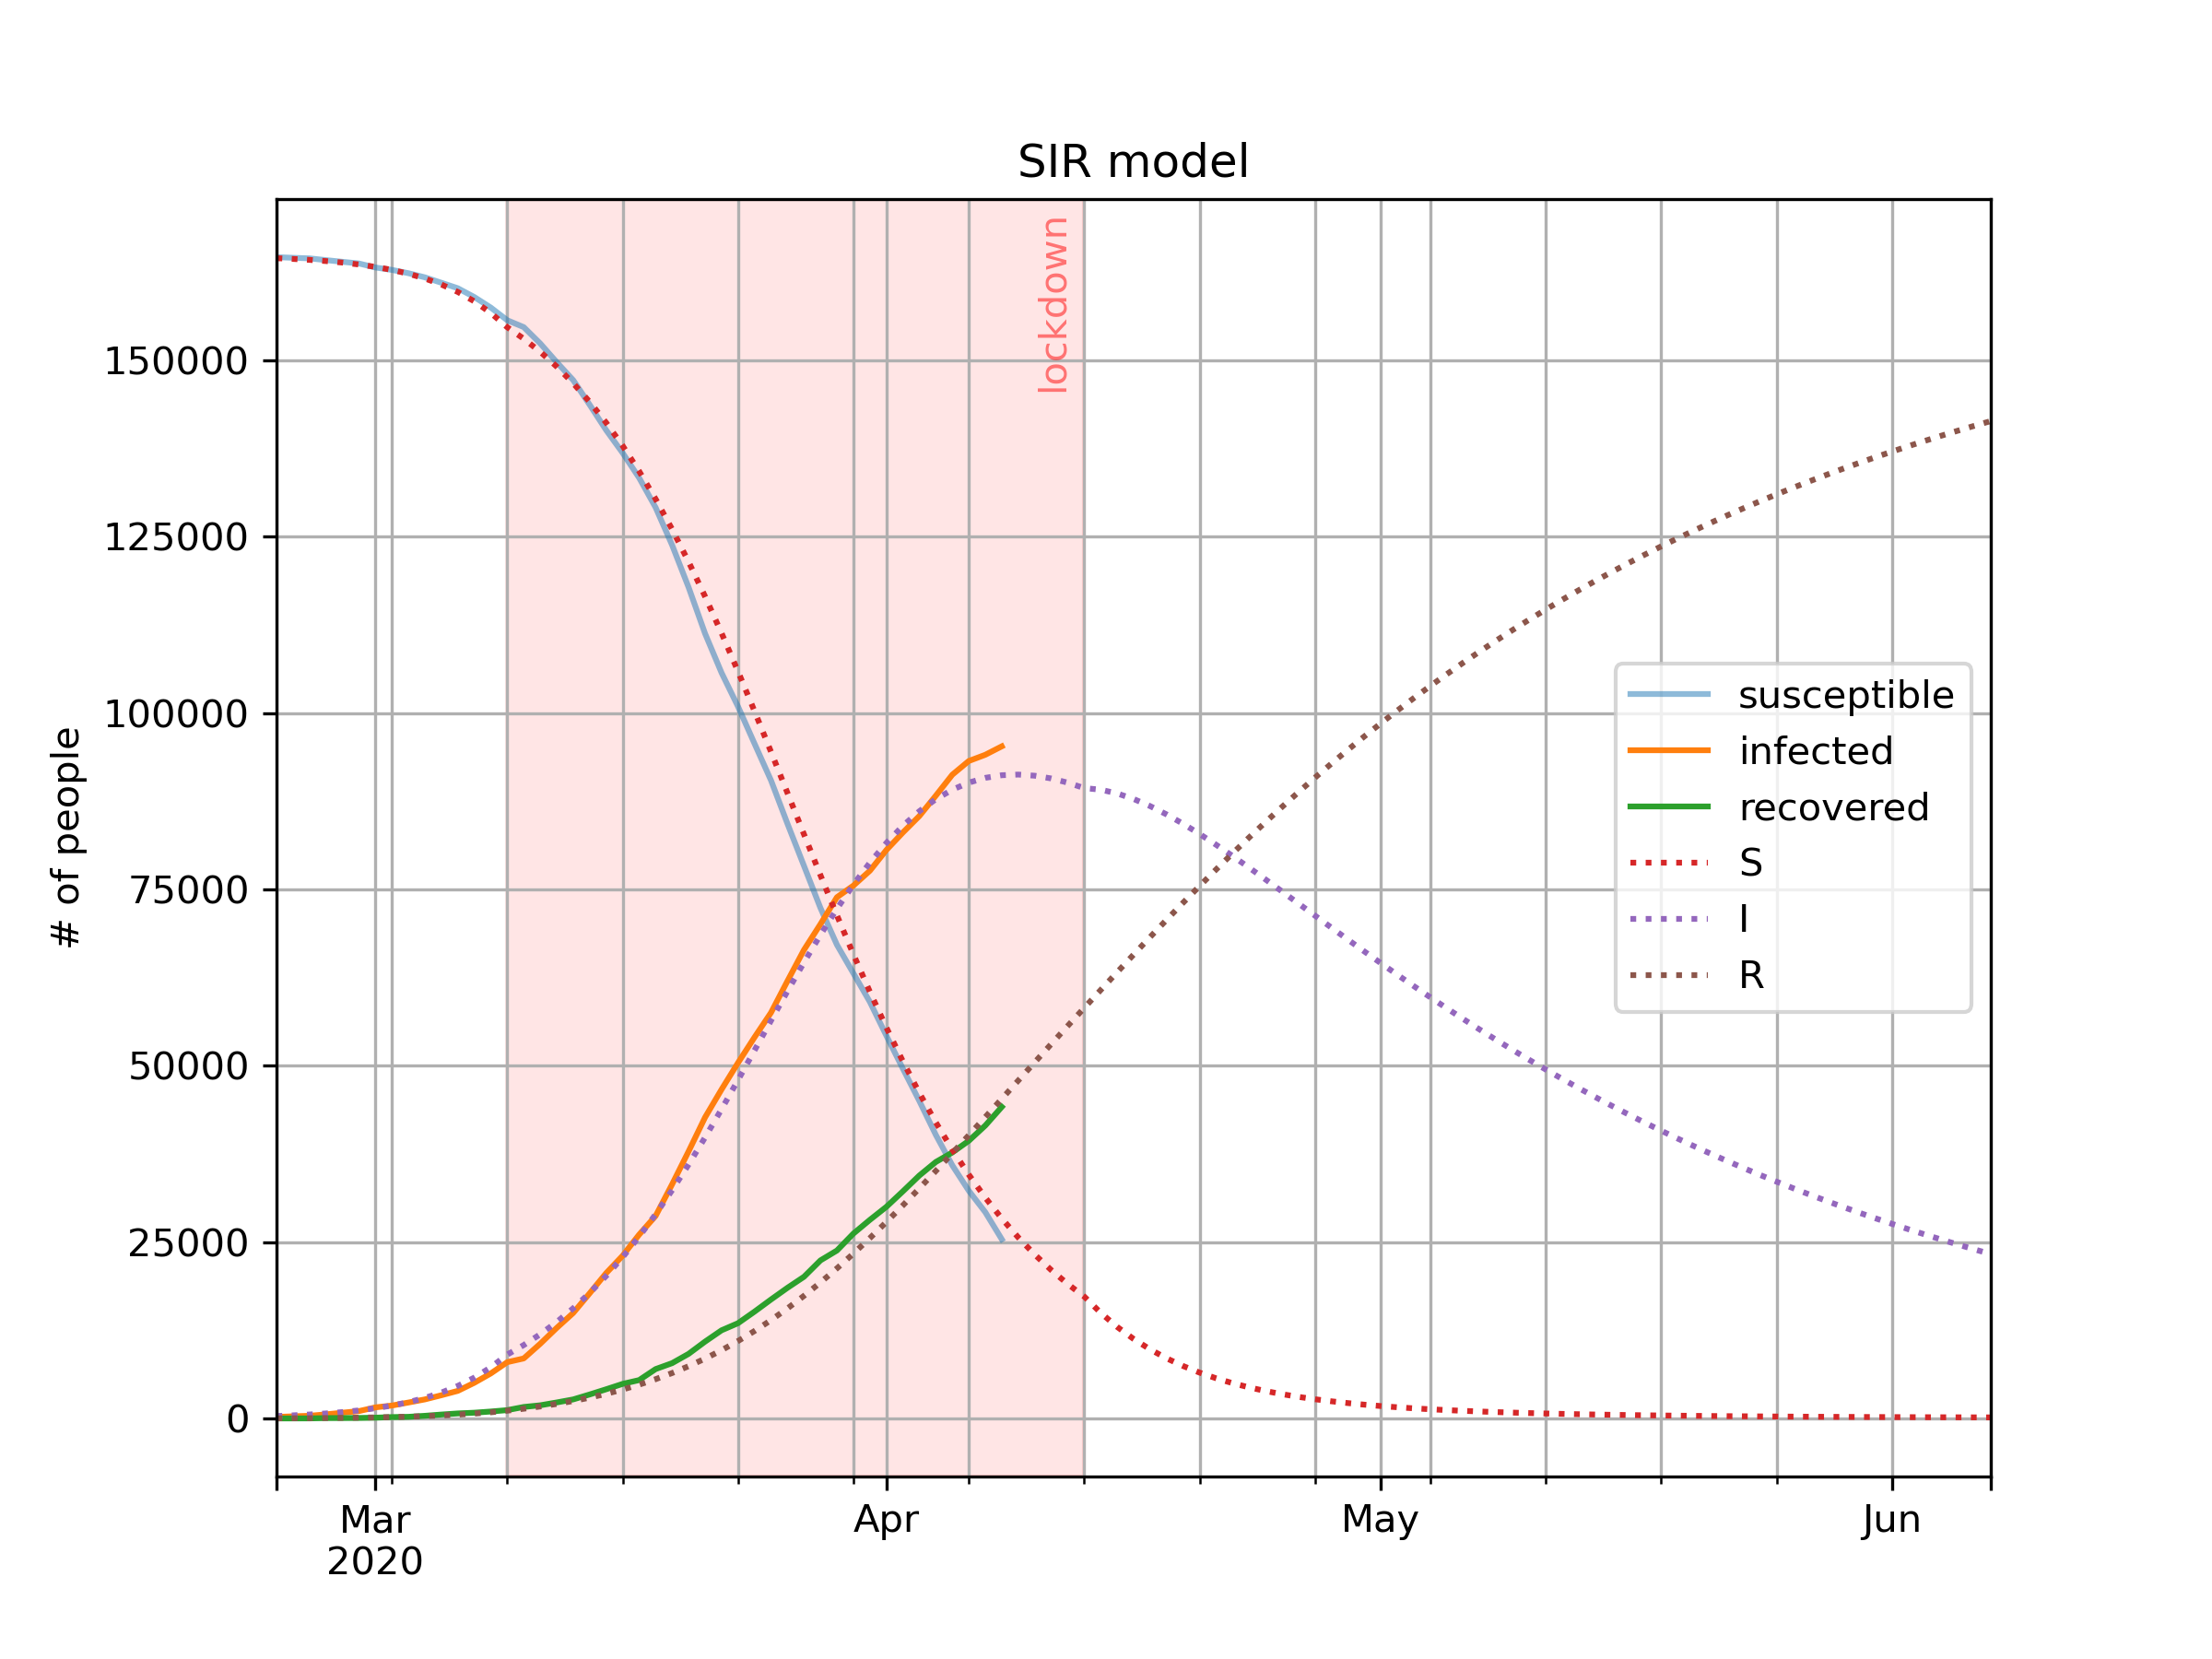 SIR model
lockdown
# of people
150000
125000
100000
75000
50000
25000
0
susceptible
infected
recovered
S
I
R
Mar
2020
Apr
May
Jun